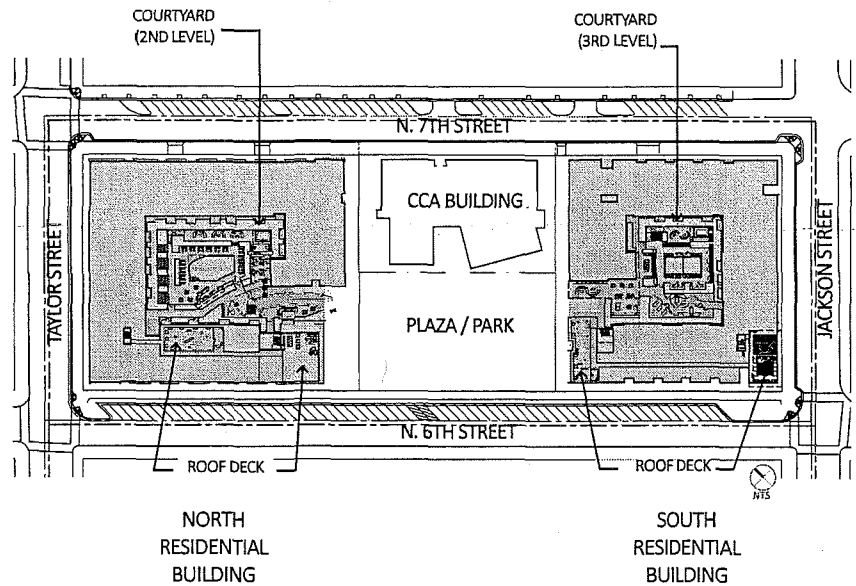 COURTYARD
(2ND LEVEL)
COURTYARD
(3RD LEVEL)
N. 7TH STREET
CCA BUILDING
TAYLOR STREET
JACKSON STREET
PLAZA / PARK
N. 6TH STREET
ROOF DECK
ROOF DECK
NTS
NORTH
RESIDENTIAL
BUILDING
SOUTH
RESIDENTIAL
BUILDING